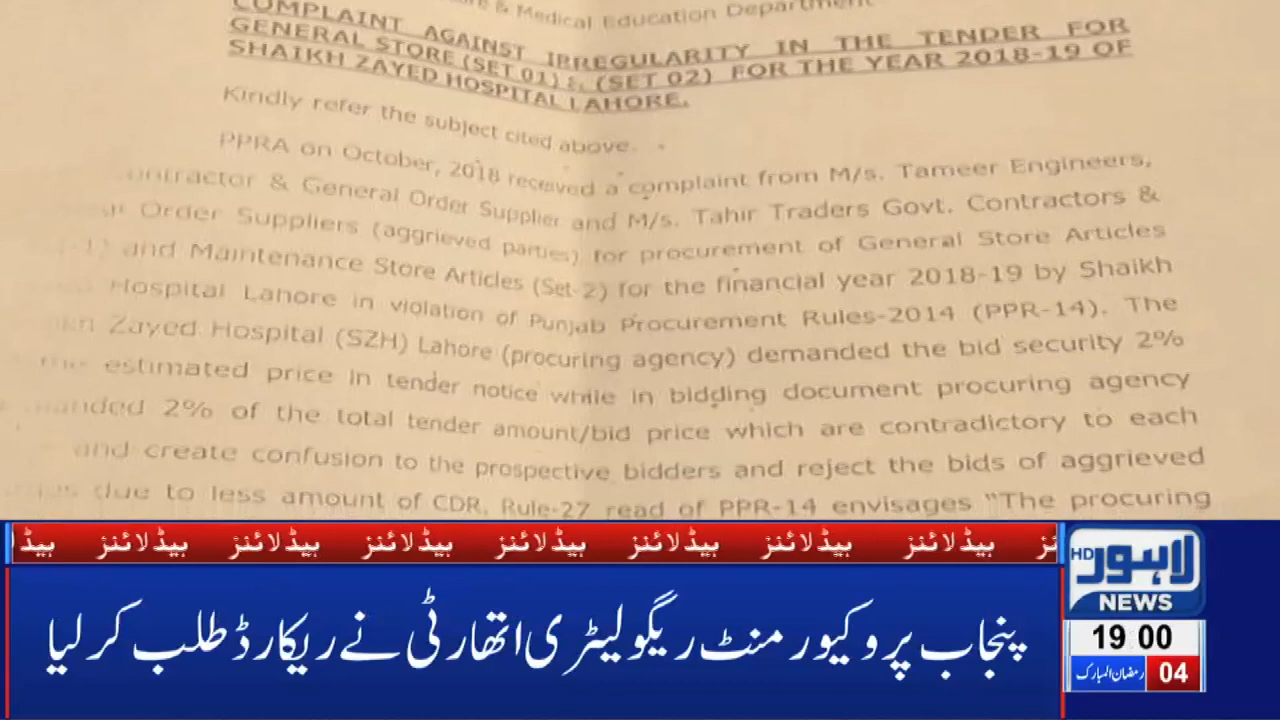 & Medical Education Department
COMPLAINT AGAINST IRREGULARITY IN THE TENDER FOR
GENERAL STORE (SET 01) & (SET 02) FOR THE YEAR 2018-19 OF
SHAIKH ZAYED HOSPITAL LAHORE.
Kindly refer the subject cited above.
PPRA on October, 2018 received a complaint from M/s. Tameer Engineers,
& General Order Supplier and M/s. Tahir Traders Govt. Contractors &
Order Suppliers (aggrieved parties) for procurement of General Store Articles
and Maintenance Store Articles (Set-2) for the financial year 2018-19 by Shaikh
Hospital Lahore in violation of Punjab Procurement Rules-2014 (PPR-14). The
Zayed Hospital (SZH) Lahore (procuring agency) demanded the bid security 2%
the estimated price in tender notice while in bidding document procuring agency
2% of the total tender amount/bid price which are contradictory to each
and create confusion to the prospective bidders and reject the bids of aggrieved
due to less amount of CDR. Rule-27 read of PPR-14 envisages "The procuring
ہیڈلائنز ہیڈلائنز ہیڈلائنز ہیڈلائنز ہیڈلائنز ہیڈلائنز ہیڈلائنز
پنجاب پروکیورمنٹ ریگولیٹری اتھارٹی نے ریکارڈ طلب کر لیا
لاہور HD
NEWS
19 00
04 رمضان المبارک